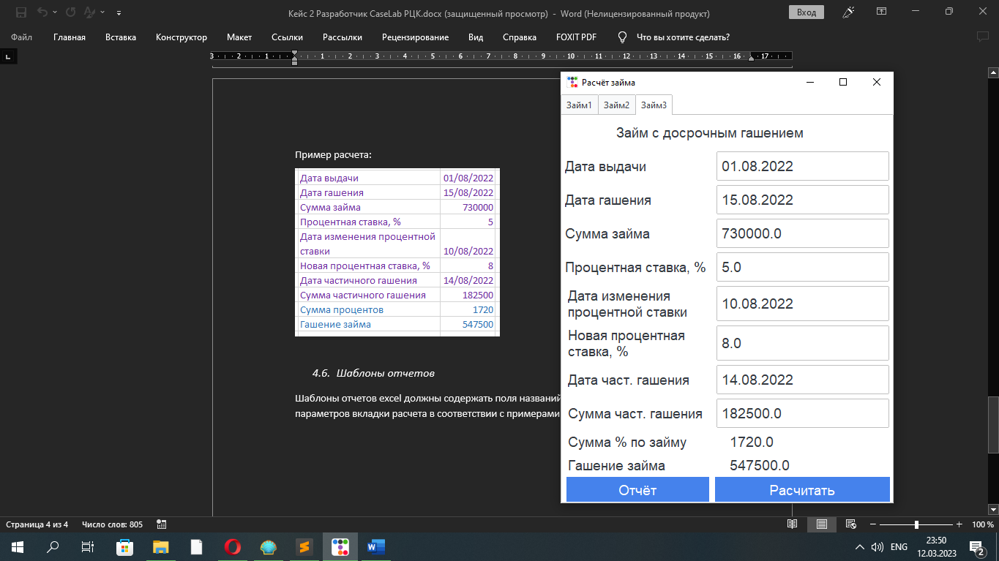 Кейс 2 Разработчик CaseLab РЦК.docx (защищенный просмотр) - Word (Нелицензированный продукт)
Вход
Файл Главная Вставка Конструктор Макет Ссылки Рассылки Рецензирование Вид Справка FOXIT PDF Что вы хотите сделать?
3 2 1 1 2 3 4 5 6 7 8 9 10 11 12 13 14 15 16 17
Пример расчета:
Дата выдачи 01/08/2022
Дата гашения 15/08/2022
Сумма займа 730000
Процентная ставка, % 5
Дата изменения процентной
ставки 10/08/2022
Новая процентная ставка, % 8
Дата частичного гашения 14/08/2022
Сумма частичного гашения 182500
Сумма процентов 1720
Гашение займа 547500
4.6. Шаблоны отчетов
Шаблоны отчетов excel должны содержать поля названий
параметров вкладки расчета в соответствии с примерами
Расчёт займа
Займ1 Займ2 Займ3
Займ с досрочным гашением
Дата выдачи 01.08.2022
Дата гашения 15.08.2022
Сумма займа 730000.0
Процентная ставка, % 5.0
Дата изменения
процентной ставки 10.08.2022
Новая процентная
ставка, % 8.0
Дата част. гашения 14.08.2022
Сумма част. гашения 182500.0
Сумма % по займу 1720.0
Гашение займа 547500.0
Отчёт Расчитать
Страница 4 из 4 Число слов: 805 100 %
ENG 23:50
12.03.2023
2